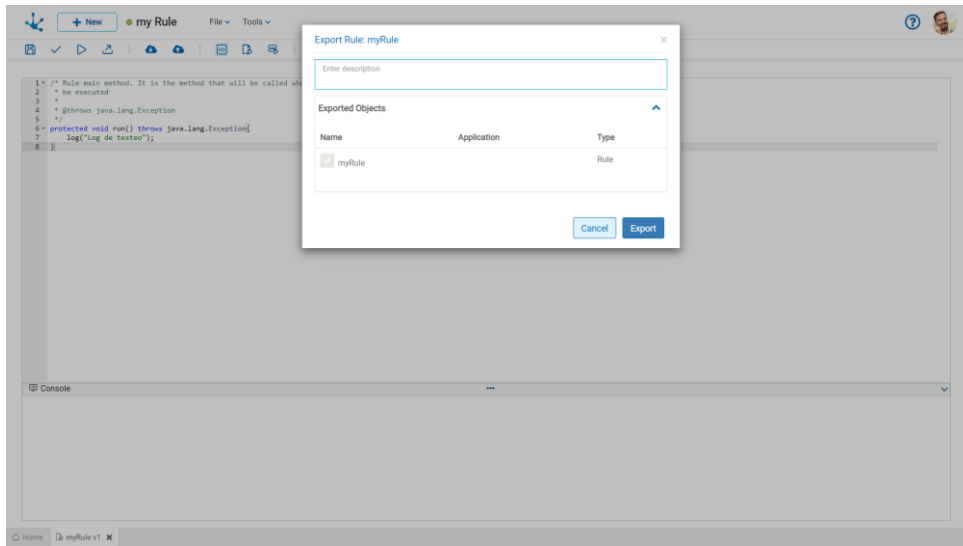 + New
my Rule
File
Tools
Export Rule: myRule
Enter description
Exported Objects
Name Application Type
myRule Rule
Cancel Export
1 /* Rule main method. It is the method that will be called whe
2 * be executed
3 *
4 * @throws java.lang.Exception
5 */
6 protected void run() throws java.lang.Exception{
7 log("Log de testeo");
8 }
Console
Home myRule v1